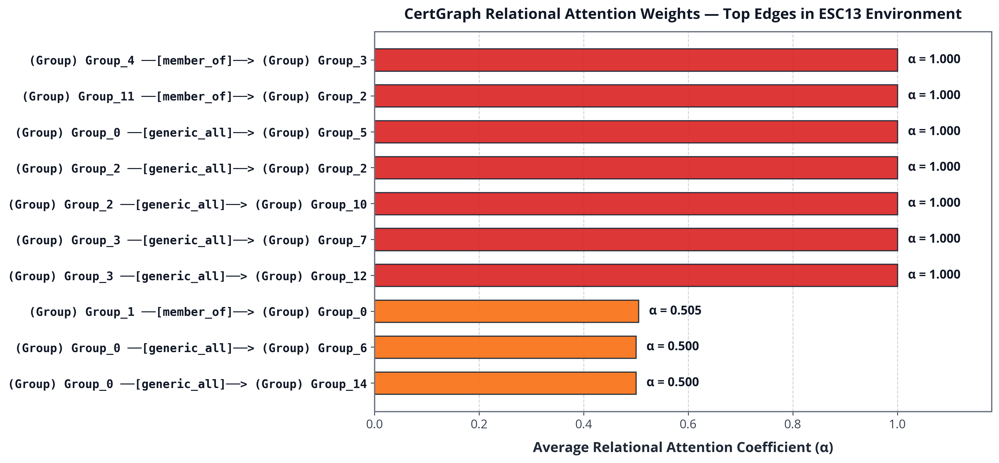 CertGraph Relational Attention Weights — Top Edges in ESC13 Environment
(Group) Group_4 ──[member_of]──> (Group) Group_3 α = 1.000
(Group) Group_11 ──[member_of]──> (Group) Group_2 α = 1.000
(Group) Group_0 ──[generic_all]──> (Group) Group_5 α = 1.000
(Group) Group_2 ──[generic_all]──> (Group) Group_2 α = 1.000
(Group) Group_2 ──[generic_all]──> (Group) Group_10 α = 1.000
(Group) Group_3 ──[generic_all]──> (Group) Group_7 α = 1.000
(Group) Group_3 ──[generic_all]──> (Group) Group_12 α = 1.000
(Group) Group_1 ──[member_of]──> (Group) Group_0 α = 0.505
(Group) Group_0 ──[generic_all]──> (Group) Group_6 α = 0.500
(Group) Group_0 ──[generic_all]──> (Group) Group_14 α = 0.500
0.0 0.2 0.4 0.6 0.8 1.0
Average Relational Attention Coefficient (α)